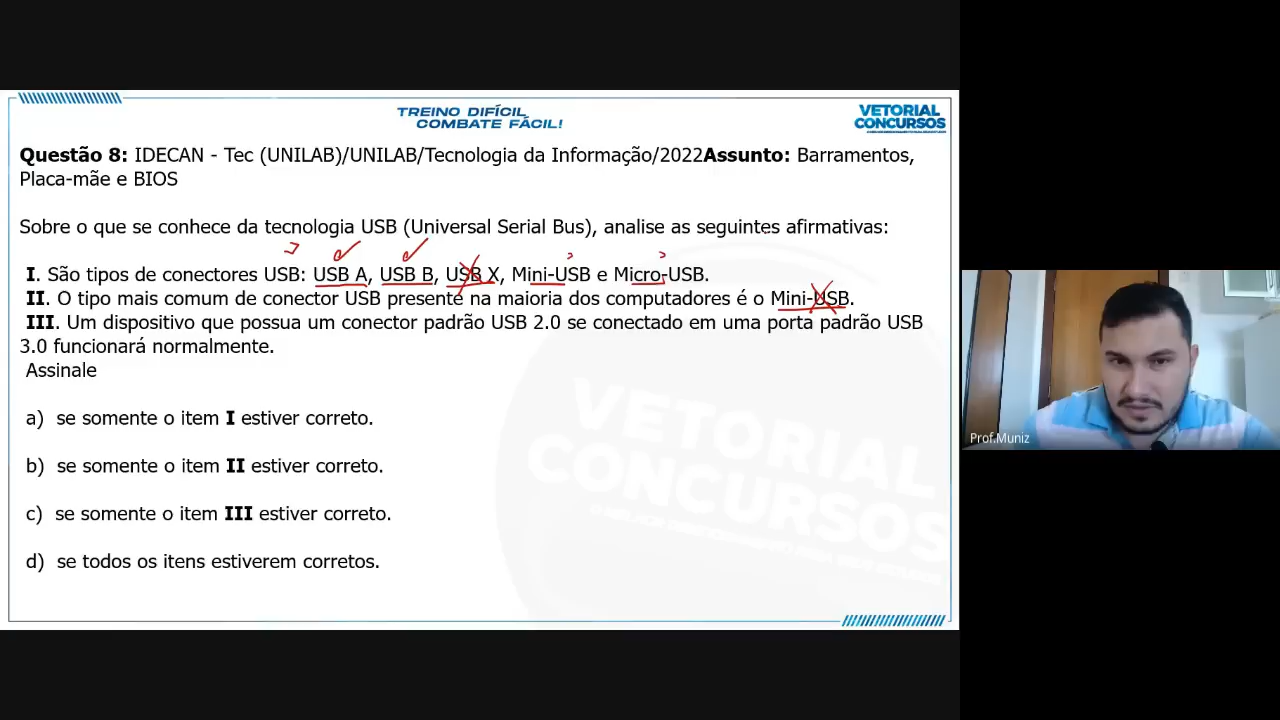 TREINO DIFÍCIL
COMBATE FÁCIL!
VETORIAL
CONCURSOS
Questão 8: IDECAN - Tec (UNILAB)/UNILAB/Tecnologia da Informação/2022Assunto: Barramentos,
Placa-mãe e BIOS
Sobre o que se conhece da tecnologia USB (Universal Serial Bus), analise as seguintes afirmativas:
I. São tipos de conectores USB: USB A, USB B, USB X, Mini-USB e Micro-USB.
II. O tipo mais comum de conector USB presente na maioria dos computadores é o Mini-USB.
III. Um dispositivo que possua um conector padrão USB 2.0 se conectado em uma porta padrão USB
3.0 funcionará normalmente.
Assinale
a) se somente o item I estiver correto.
b) se somente o item II estiver correto.
c) se somente o item III estiver correto.
d) se todos os itens estiverem corretos.
VETORIAL
CONCURSOS
Prof.Muniz